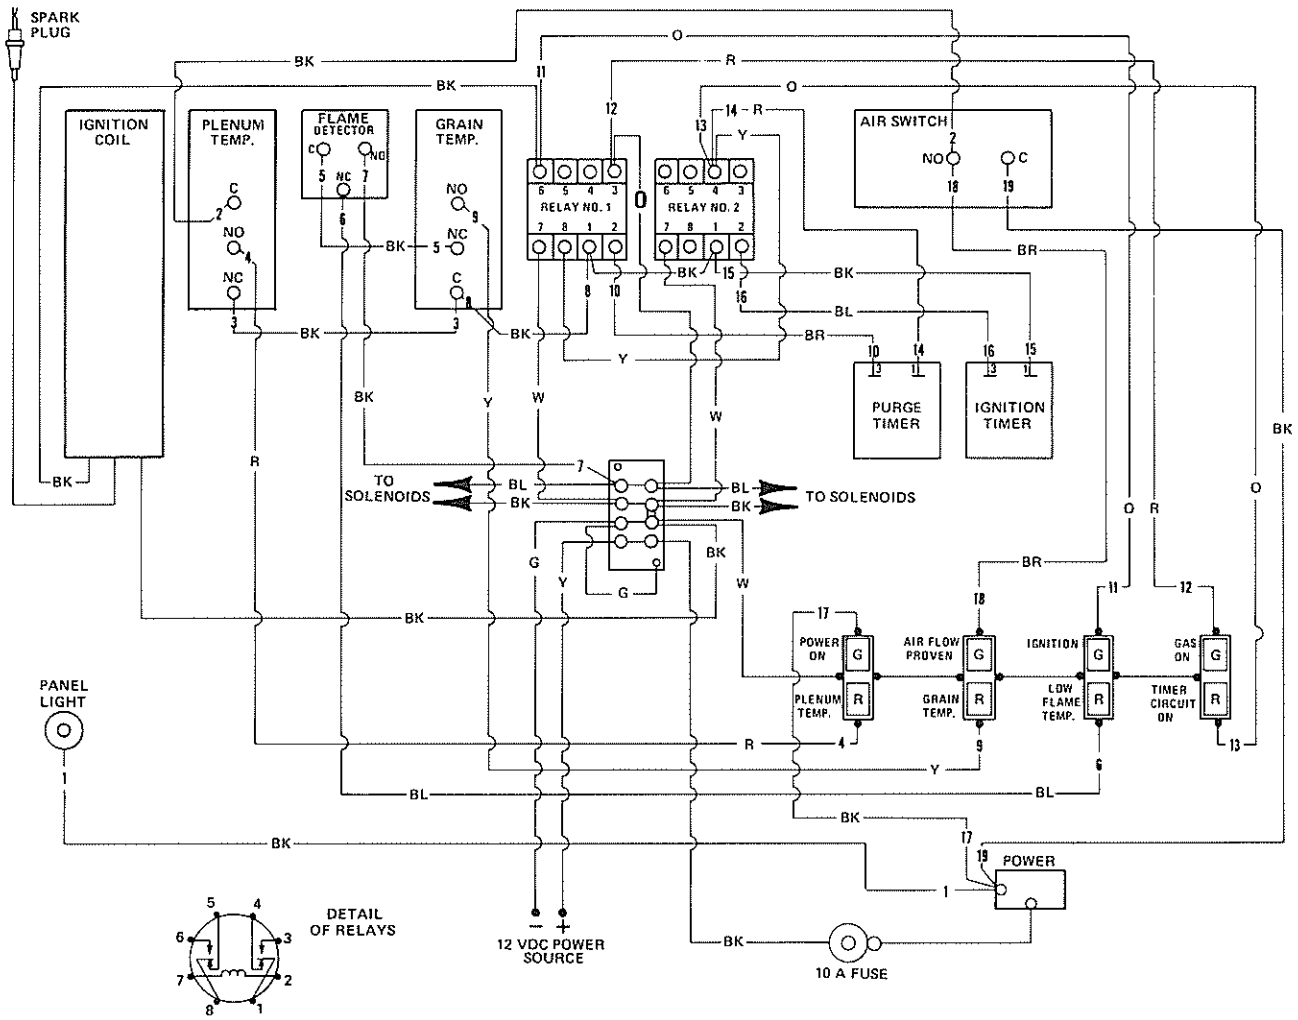 SPARK
PLUG
BK
BK
O
R
O
11
12
13
14
R
Y
IGNITION
COIL
PLENUM
TEMP.
C
2
NO
4
NC
3
FLAME
DETECTOR
C
NO
5
NC
7
6
GRAIN
TEMP.
NO
9
NC
5
C
8
3
BK
BK
BK
6
5
4
3
RELAY NO. 1
7
8
1
2
O
6
5
4
3
RELAY NO. 2
7
8
1
2
AIR SWITCH
2
NO
C
18
19
BR
BK
15
BK
8
10
16
BL
BR
Y
10
14
16
15
3
1
3
1
PURGE
TIMER
IGNITION
TIMER
BK
Y
W
W
BK
R
BK
7
TO
SOLENOIDS
BL
BK
BL
BK
TO SOLENOIDS
O
O
R
G
Y
G
BK
W
BR
BK
18
11
12
17
POWER
ON
G
AIR FLOW
PROVEN
G
IGNITION
G
GAS
ON
G
PLENUM
TEMP.
R
GRAIN
TEMP.
R
LOW
FLAME
TEMP.
R
TIMER
CIRCUIT
ON
R
PANEL
LIGHT
1
R
4
9
6
13
Y
BL
BL
BK
BK
17
19
POWER
1
DETAIL
OF RELAYS
5
4
6
3
7
2
8
1
−
+
12 VDC POWER
SOURCE
BK
10 A FUSE